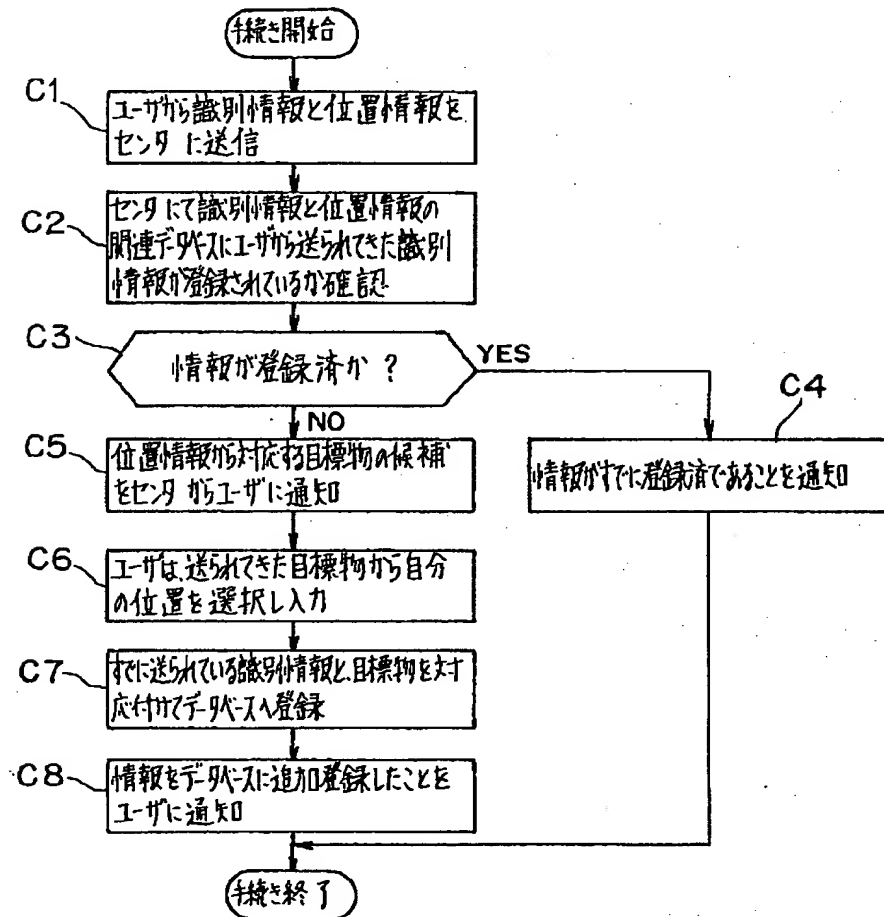 手続き開始
C1
ユーザから識別情報と位置情報を
センタに送信
C2
センタにて識別情報と位置情報の
関連データベースにユーザから送られてきた識別
情報が登録されているか確認
C3
情報が登録済か?
YES
NO
C4
情報がすでに登録済であることを通知
C5
位置情報から対応する目標物の候補
をセンタからユーザに通知
C6
ユーザは、送られてきた目標物から自分
の位置を選択し入力
C7
すでに送られている識別情報と、目標物を対
応付けてデータベースへ登録
C8
情報をデータベースに追加登録したことを
ユーザに通知
手続き終了